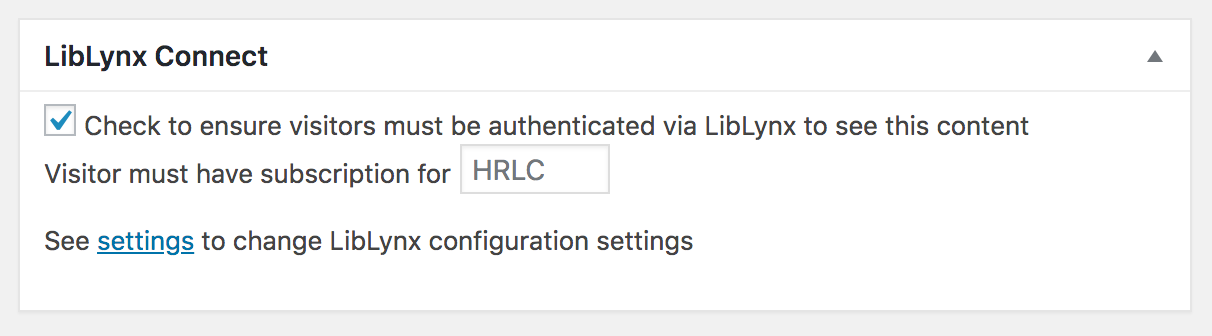 LibLynx Connect
Check to ensure visitors must be authenticated via LibLynx to see this content
Visitor must have subscription for HRLC
See settings to change LibLynx configuration settings